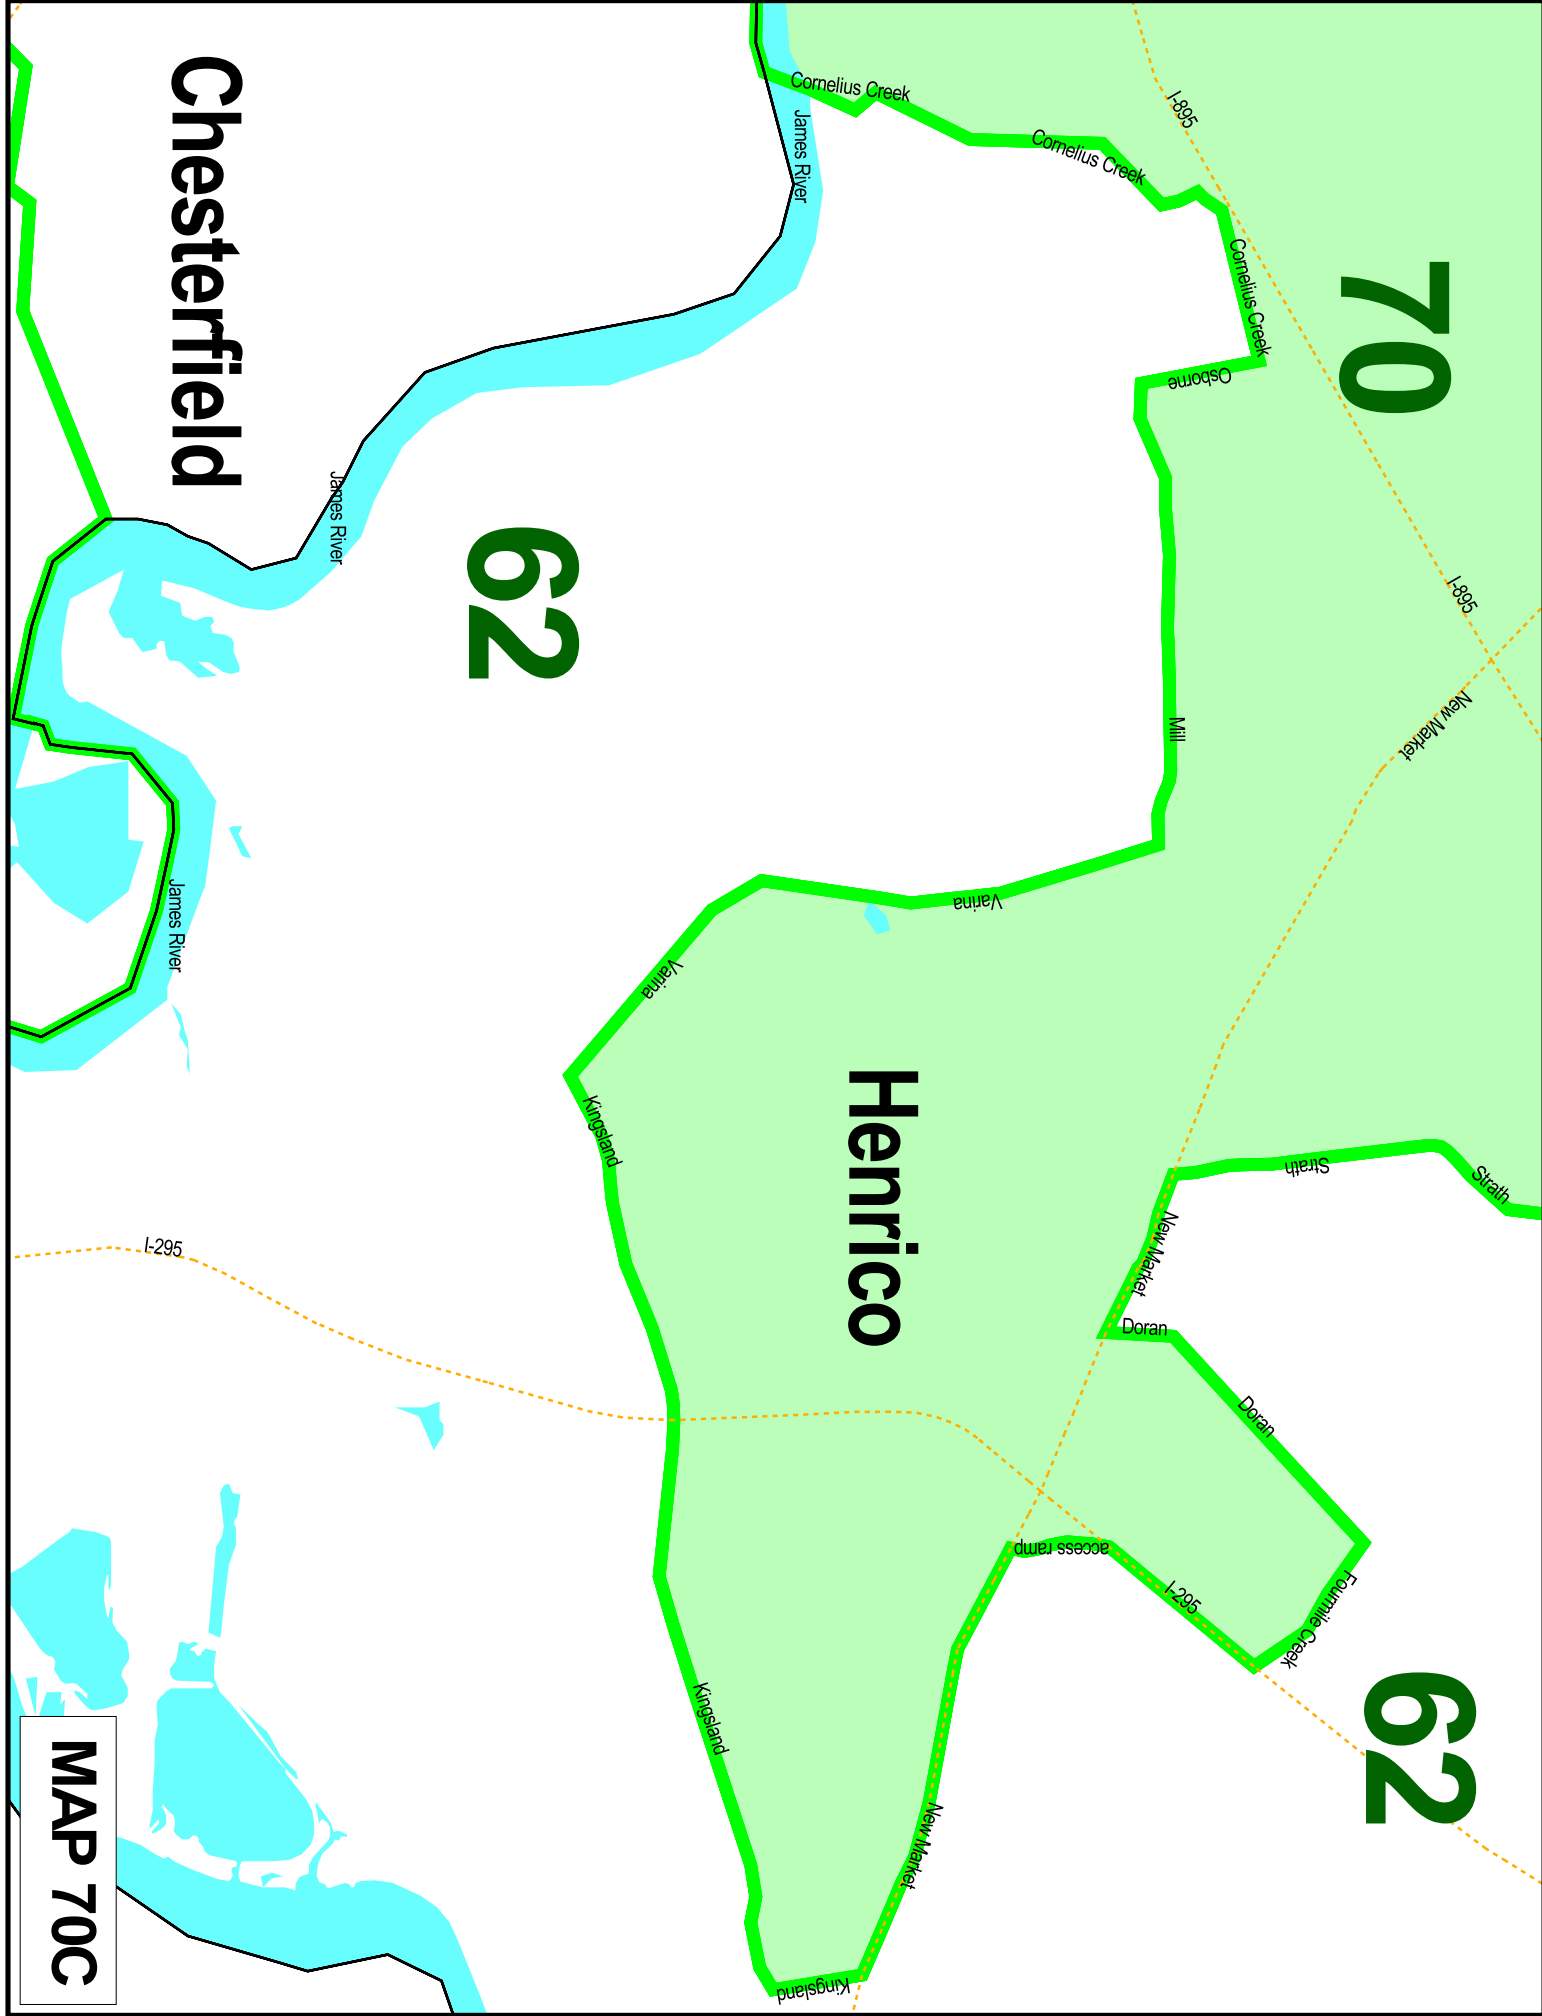 I-895
Cornelius Creek
James River
Cornelius Creek
Cornelius Creek
70
Osborne
Chesterfield
James River
62
I-895
New Market
Mill
Varina
James River
Varina
Henrico
Kingsland
Strath
Strath
New Market
I-295
Doran
Doran
access ramp
I-295
Fourmile Creek
62
Kingsland
New Market
Kingsland
MAP 70C